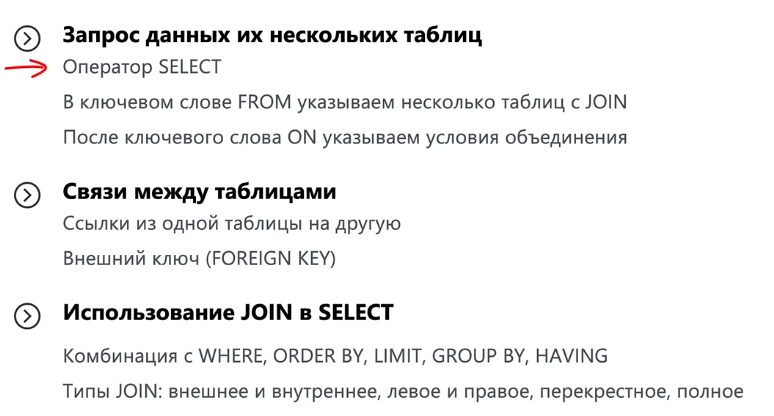 Запрос данных их нескольких таблиц
Оператор SELECT
В ключевом слове FROM указываем несколько таблиц с JOIN
После ключевого слова ON указываем условия объединения
Связи между таблицами
Ссылки из одной таблицы на другую
Внешний ключ (FOREIGN KEY)
Использование JOIN в SELECT
Комбинация с WHERE, ORDER BY, LIMIT, GROUP BY, HAVING
Типы JOIN: внешнее и внутреннее, левое и правое, перекрестное, полное